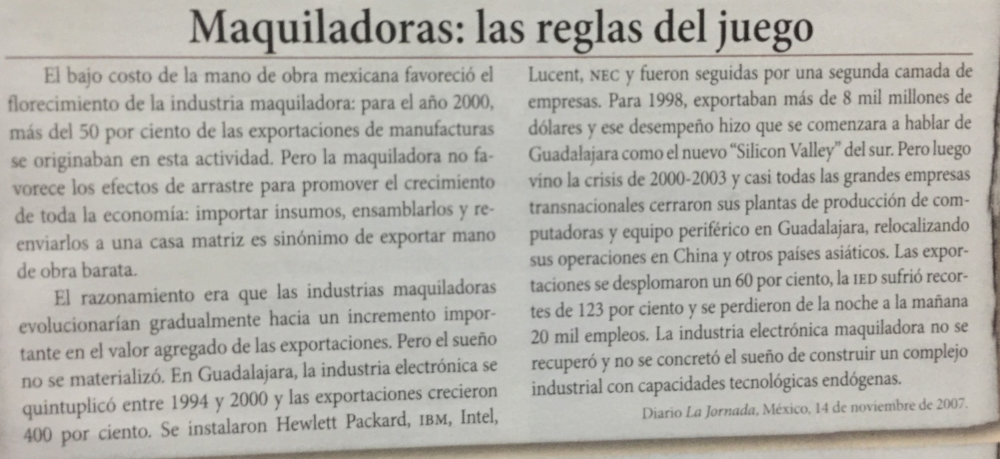 Maquiladoras: las reglas del juego
El bajo costo de la mano de obra mexicana favoreció el
florecimiento de la industria maquiladora: para el año 2000,
más del 50 por ciento de las exportaciones de manufacturas
se originaban en esta actividad. Pero la maquiladora no fa-
vorece los efectos de arrastre para promover el crecimiento
de toda la economía: importar insumos, ensamblarlos y re-
enviarlos a una casa matriz es sinónimo de exportar mano
de obra barata.
El razonamiento era que las industrias maquiladoras
evolucionarían gradualmente hacia un incremento impor-
tante en el valor agregado de las exportaciones. Pero el sueño
no se materializó. En Guadalajara, la industria electrónica se
quintuplicó entre 1994 y 2000 y las exportaciones crecieron
400 por ciento. Se instalaron Hewlett Packard, IBM, Intel,
Lucent, NEC y fueron seguidas por una segunda camada de
empresas. Para 1998, exportaban más de 8 mil millones de
dólares y ese desempeño hizo que se comenzara a hablar de
Guadalajara como el nuevo “Silicon Valley” del sur. Pero luego
vino la crisis de 2000-2003 y casi todas las grandes empresas
transnacionales cerraron sus plantas de producción de com-
putadoras y equipo periférico en Guadalajara, relocalizando
sus operaciones en China y otros países asiáticos. Las expor-
taciones se desplomaron un 60 por ciento, la IED sufrió recor-
tes de 123 por ciento y se perdieron de la noche a la mañana
20 mil empleos. La industria electrónica maquiladora no se
recuperó y no se concretó el sueño de construir un complejo
industrial con capacidades tecnológicas endógenas.
Diario La Jornada, México, 14 de noviembre de 2007.